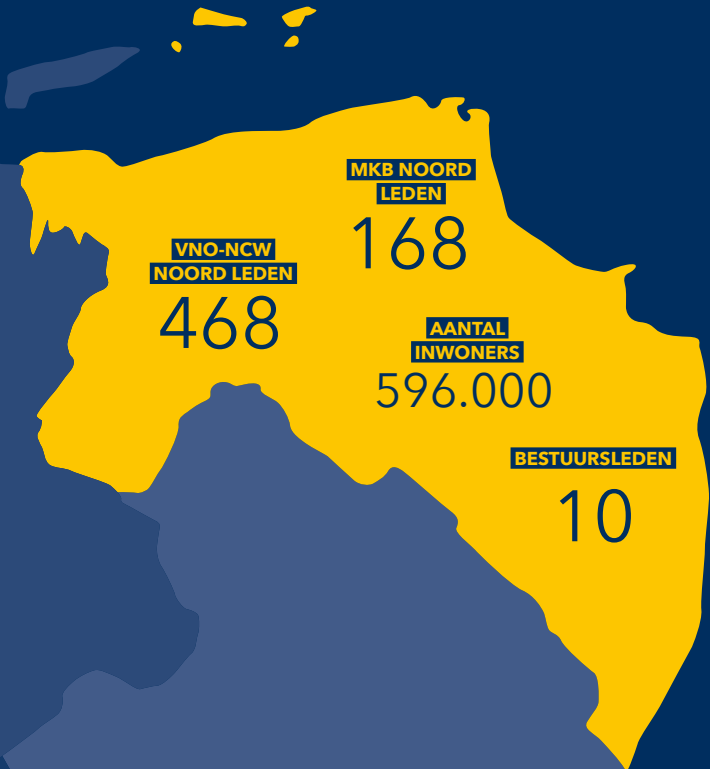 MKB NOORD
LEDEN
168
VNO-NCW
NOORD LEDEN
468
AANTAL
INWONERS
596.000
BESTUURSLEDEN
10